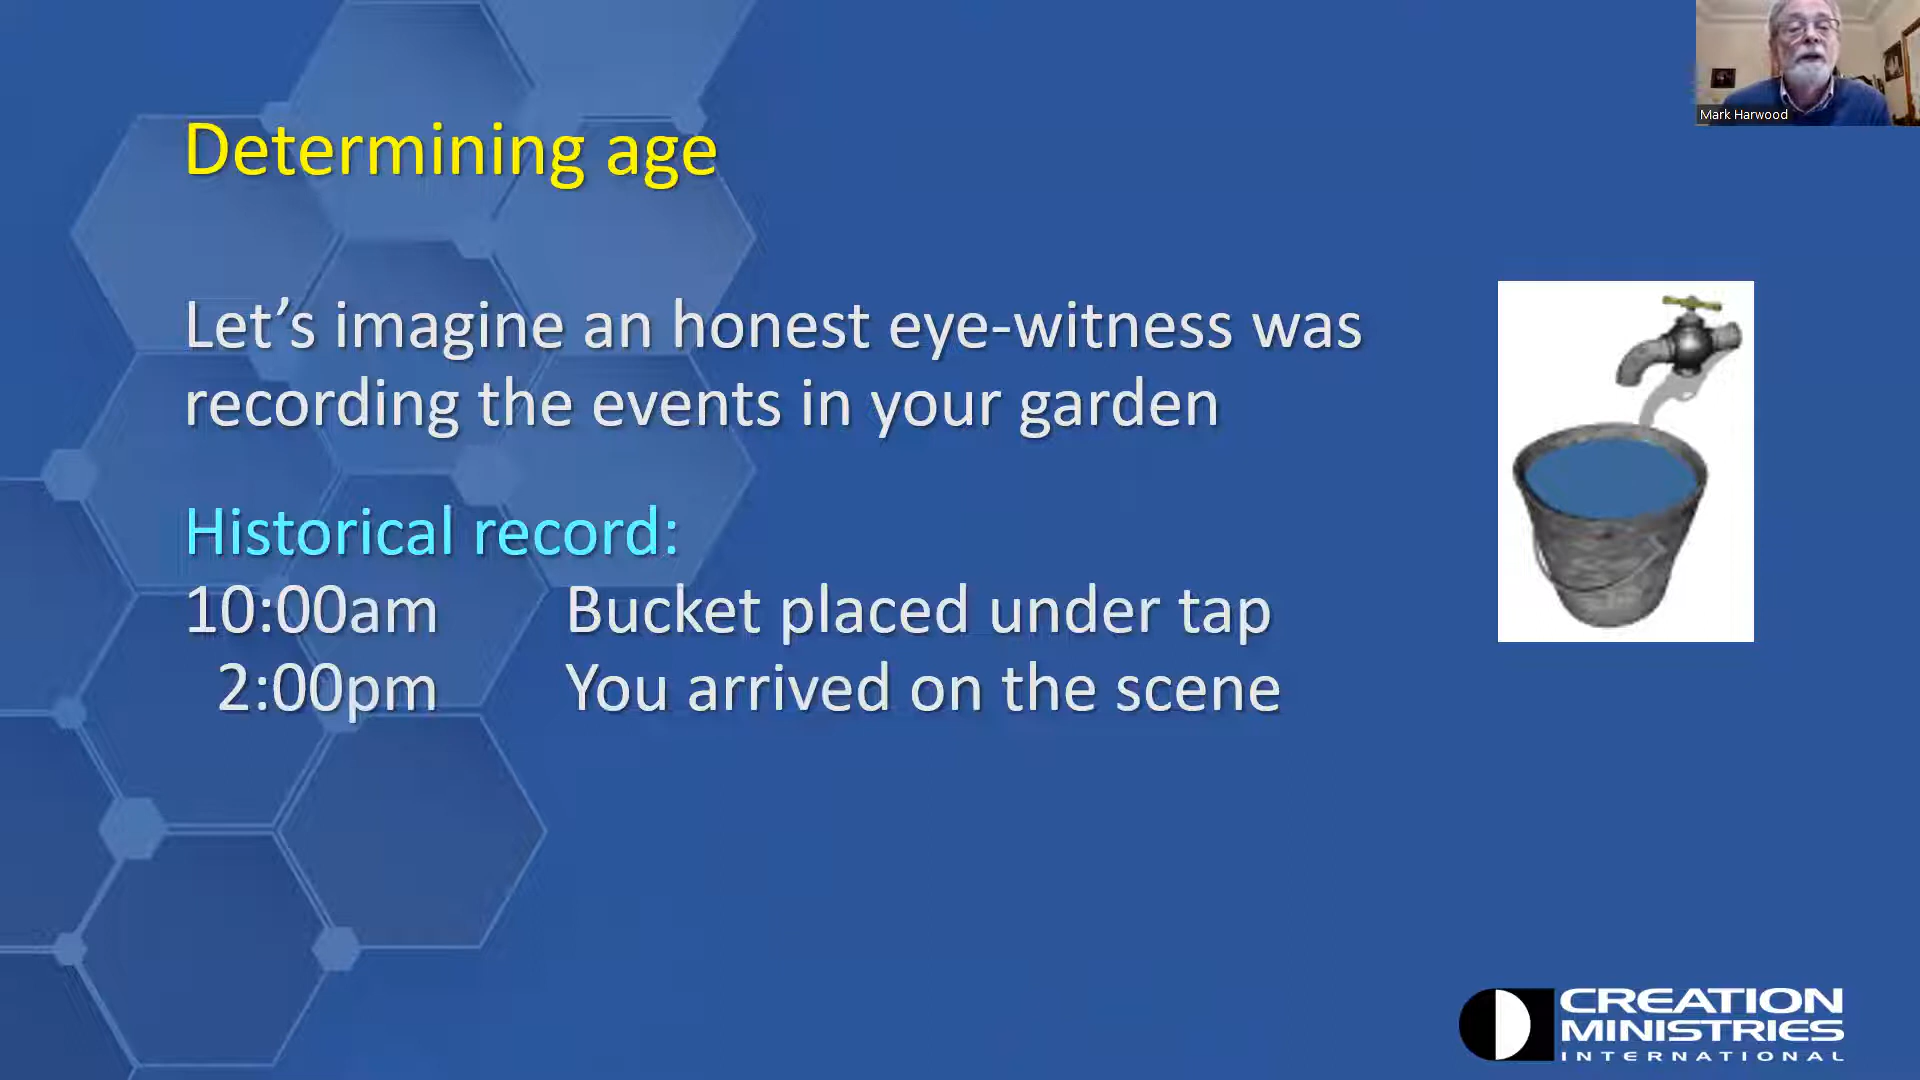 Mark Harwood
Determining age
Let’s imagine an honest eye-witness was
recording the events in your garden
Historical record:
10:00am Bucket placed under tap
2:00pm You arrived on the scene
CREATION
MINISTRIES
INTERNATIONAL